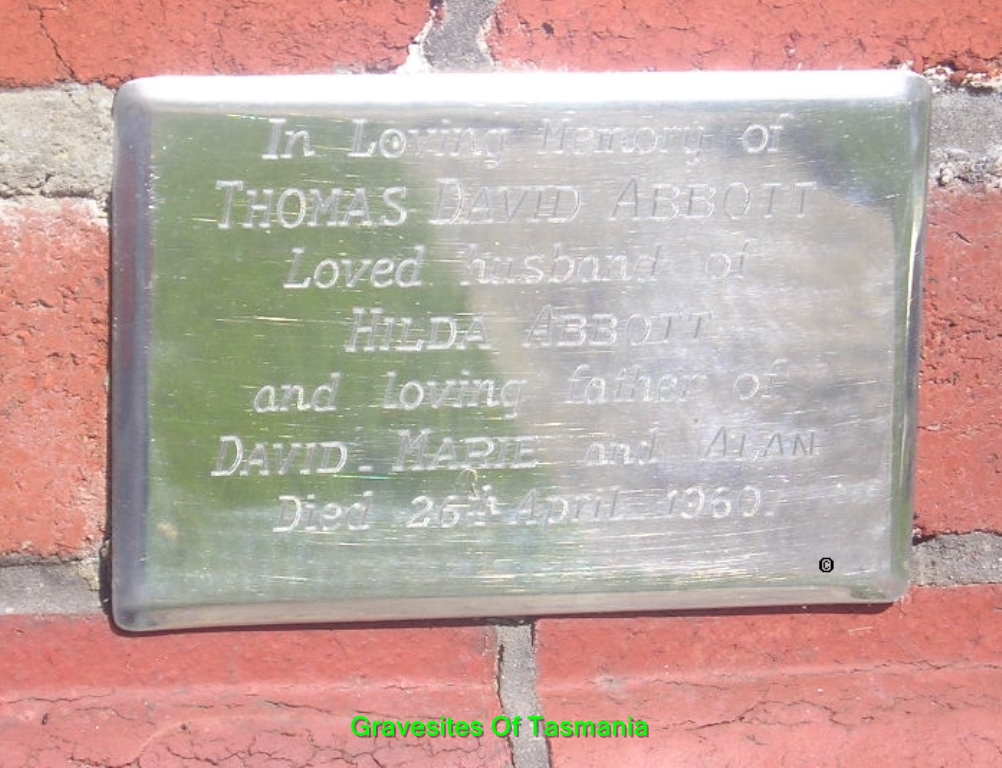 In Loving Memory of
THOMAS DAVID ABBOTT
Loved husband of
HILDA ABBOTT
and loving father of
DAVID. MARIE and ALAN
Died 26th April 1960.
©
Gravesites Of Tasmania